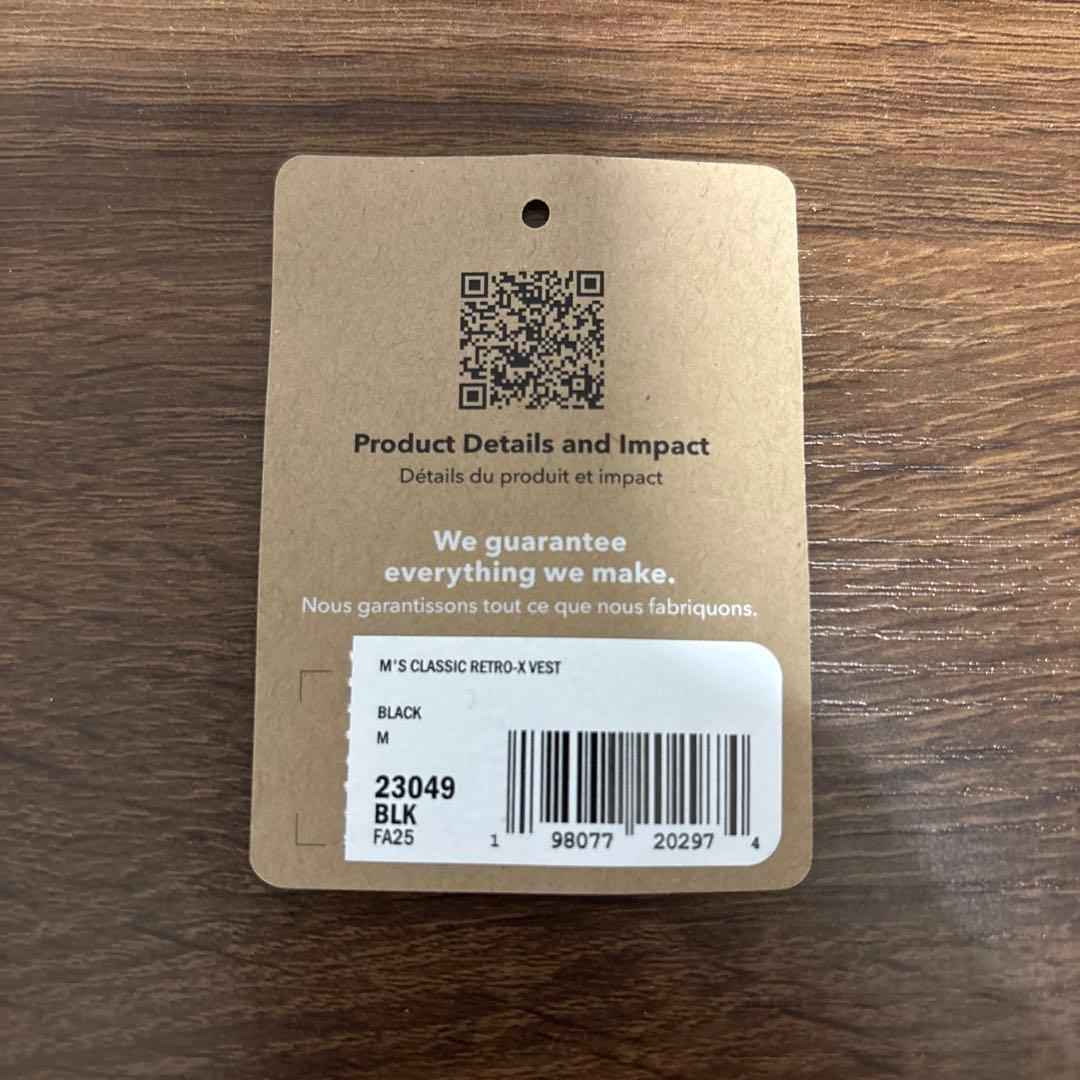 Product Details and Impact
Détails du produit et impact
We guarantee
everything we make.
Nous garantissons tout ce que nous fabriquons.
M'S CLASSIC RETRO-X VEST
BLACK
M
23049
BLK
FA25
1 98077 20297 4